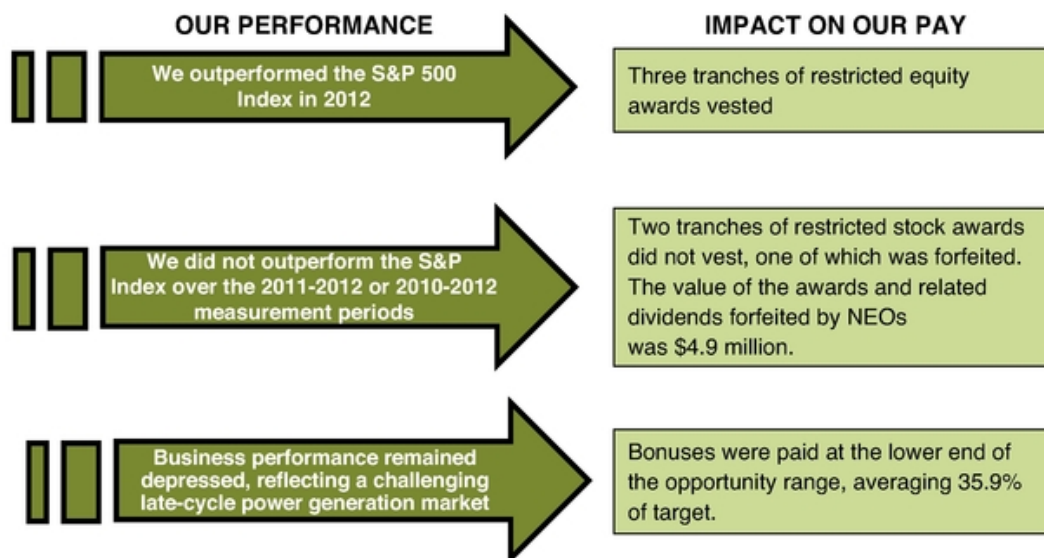 OUR PERFORMANCE
IMPACT ON OUR PAY
We outperformed the S&P 500
Index in 2012
Three tranches of restricted equity
awards vested
We did not outperform the S&P
Index over the 2011-2012 or 2010-2012
measurement periods
Two tranches of restricted stock awards
did not vest, one of which was forfeited.
The value of the awards and related
dividends forfeited by NEOs
was $4.9 million.
Business performance remained
depressed, reflecting a challenging
late-cycle power generation market
Bonuses were paid at the lower end of
the opportunity range, averaging 35.9%
of target.